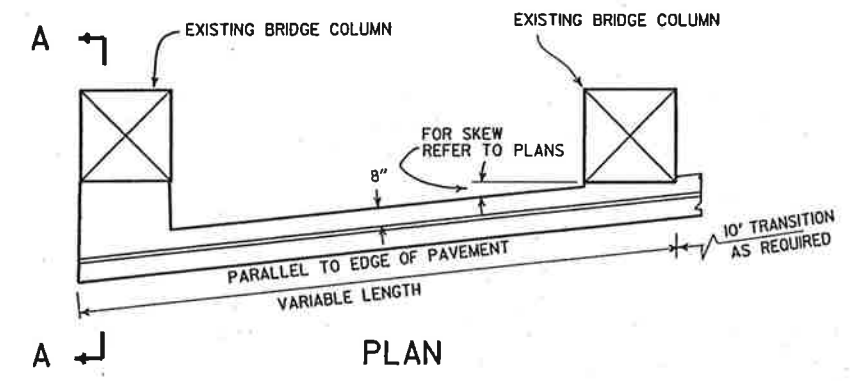 A
EXISTING BRIDGE COLUMN
EXISTING BRIDGE COLUMN
FOR SKEW
REFER TO PLANS
8"
10' TRANSITION
AS REQUIRED
PARALLEL TO EDGE OF PAVEMENT
VARIABLE LENGTH
A
PLAN